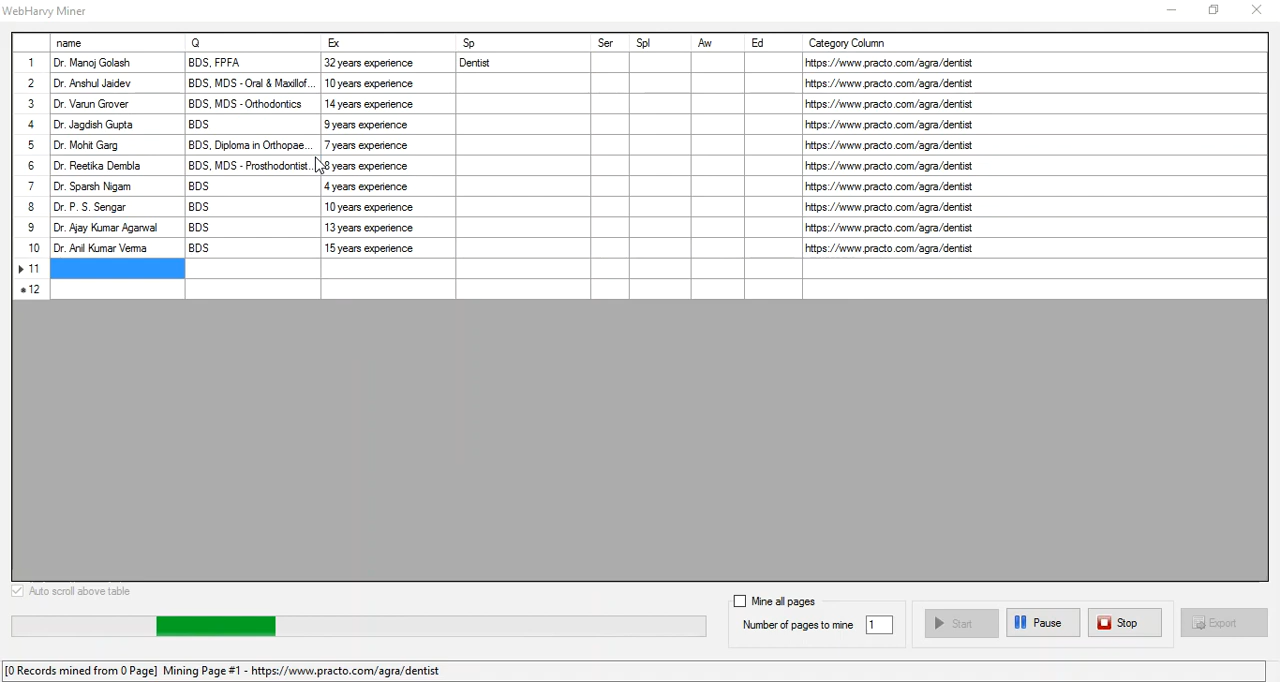 WebHarvy Miner
name Q Ex Sp Ser Spl Aw Ed Category Column
1 Dr. Manoj Golash BDS, FPFA 32 years experience Dentist https://www.practo.com/agra/dentist
2 Dr. Anshul Jaidev BDS, MDS - Oral & Maxillof... 10 years experience https://www.practo.com/agra/dentist
3 Dr. Varun Grover BDS, MDS - Orthodontics 14 years experience https://www.practo.com/agra/dentist
4 Dr. Jagdish Gupta BDS 9 years experience https://www.practo.com/agra/dentist
5 Dr. Mohit Garg BDS, Diploma in Orthopae... 7 years experience https://www.practo.com/agra/dentist
6 Dr. Reetika Dembla BDS, MDS - Prosthodontist... 8 years experience https://www.practo.com/agra/dentist
7 Dr. Sparsh Nigam BDS 4 years experience https://www.practo.com/agra/dentist
8 Dr. P. S. Sengar BDS 10 years experience https://www.practo.com/agra/dentist
9 Dr. Ajay Kumar Agarwal BDS 13 years experience https://www.practo.com/agra/dentist
10 Dr. Anil Kumar Verma BDS 15 years experience https://www.practo.com/agra/dentist
11
12
Auto scroll above table
Mine all pages
Number of pages to mine 1
Start Pause Stop Export
[0 Records mined from 0 Page] Mining Page #1 - https://www.practo.com/agra/dentist